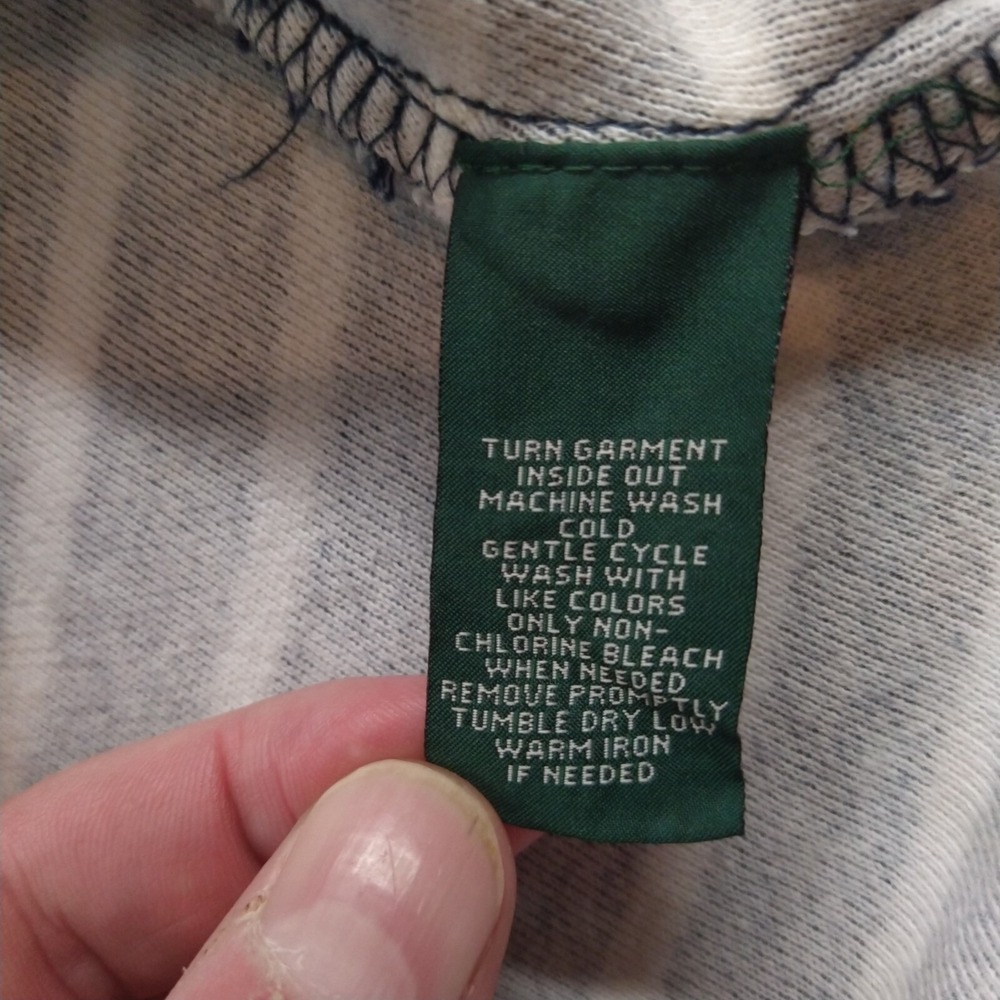 TURN GARMENT
INSIDE OUT
MACHINE WASH
COLD
GENTLE CYCLE
WASH WITH
LIKE COLORS
ONLY NON-
CHLORINE BLEACH
WHEN NEEDED
REMOVE PROMPTLY
TUMBLE DRY LOW
WARM IRON
IF NEEDED